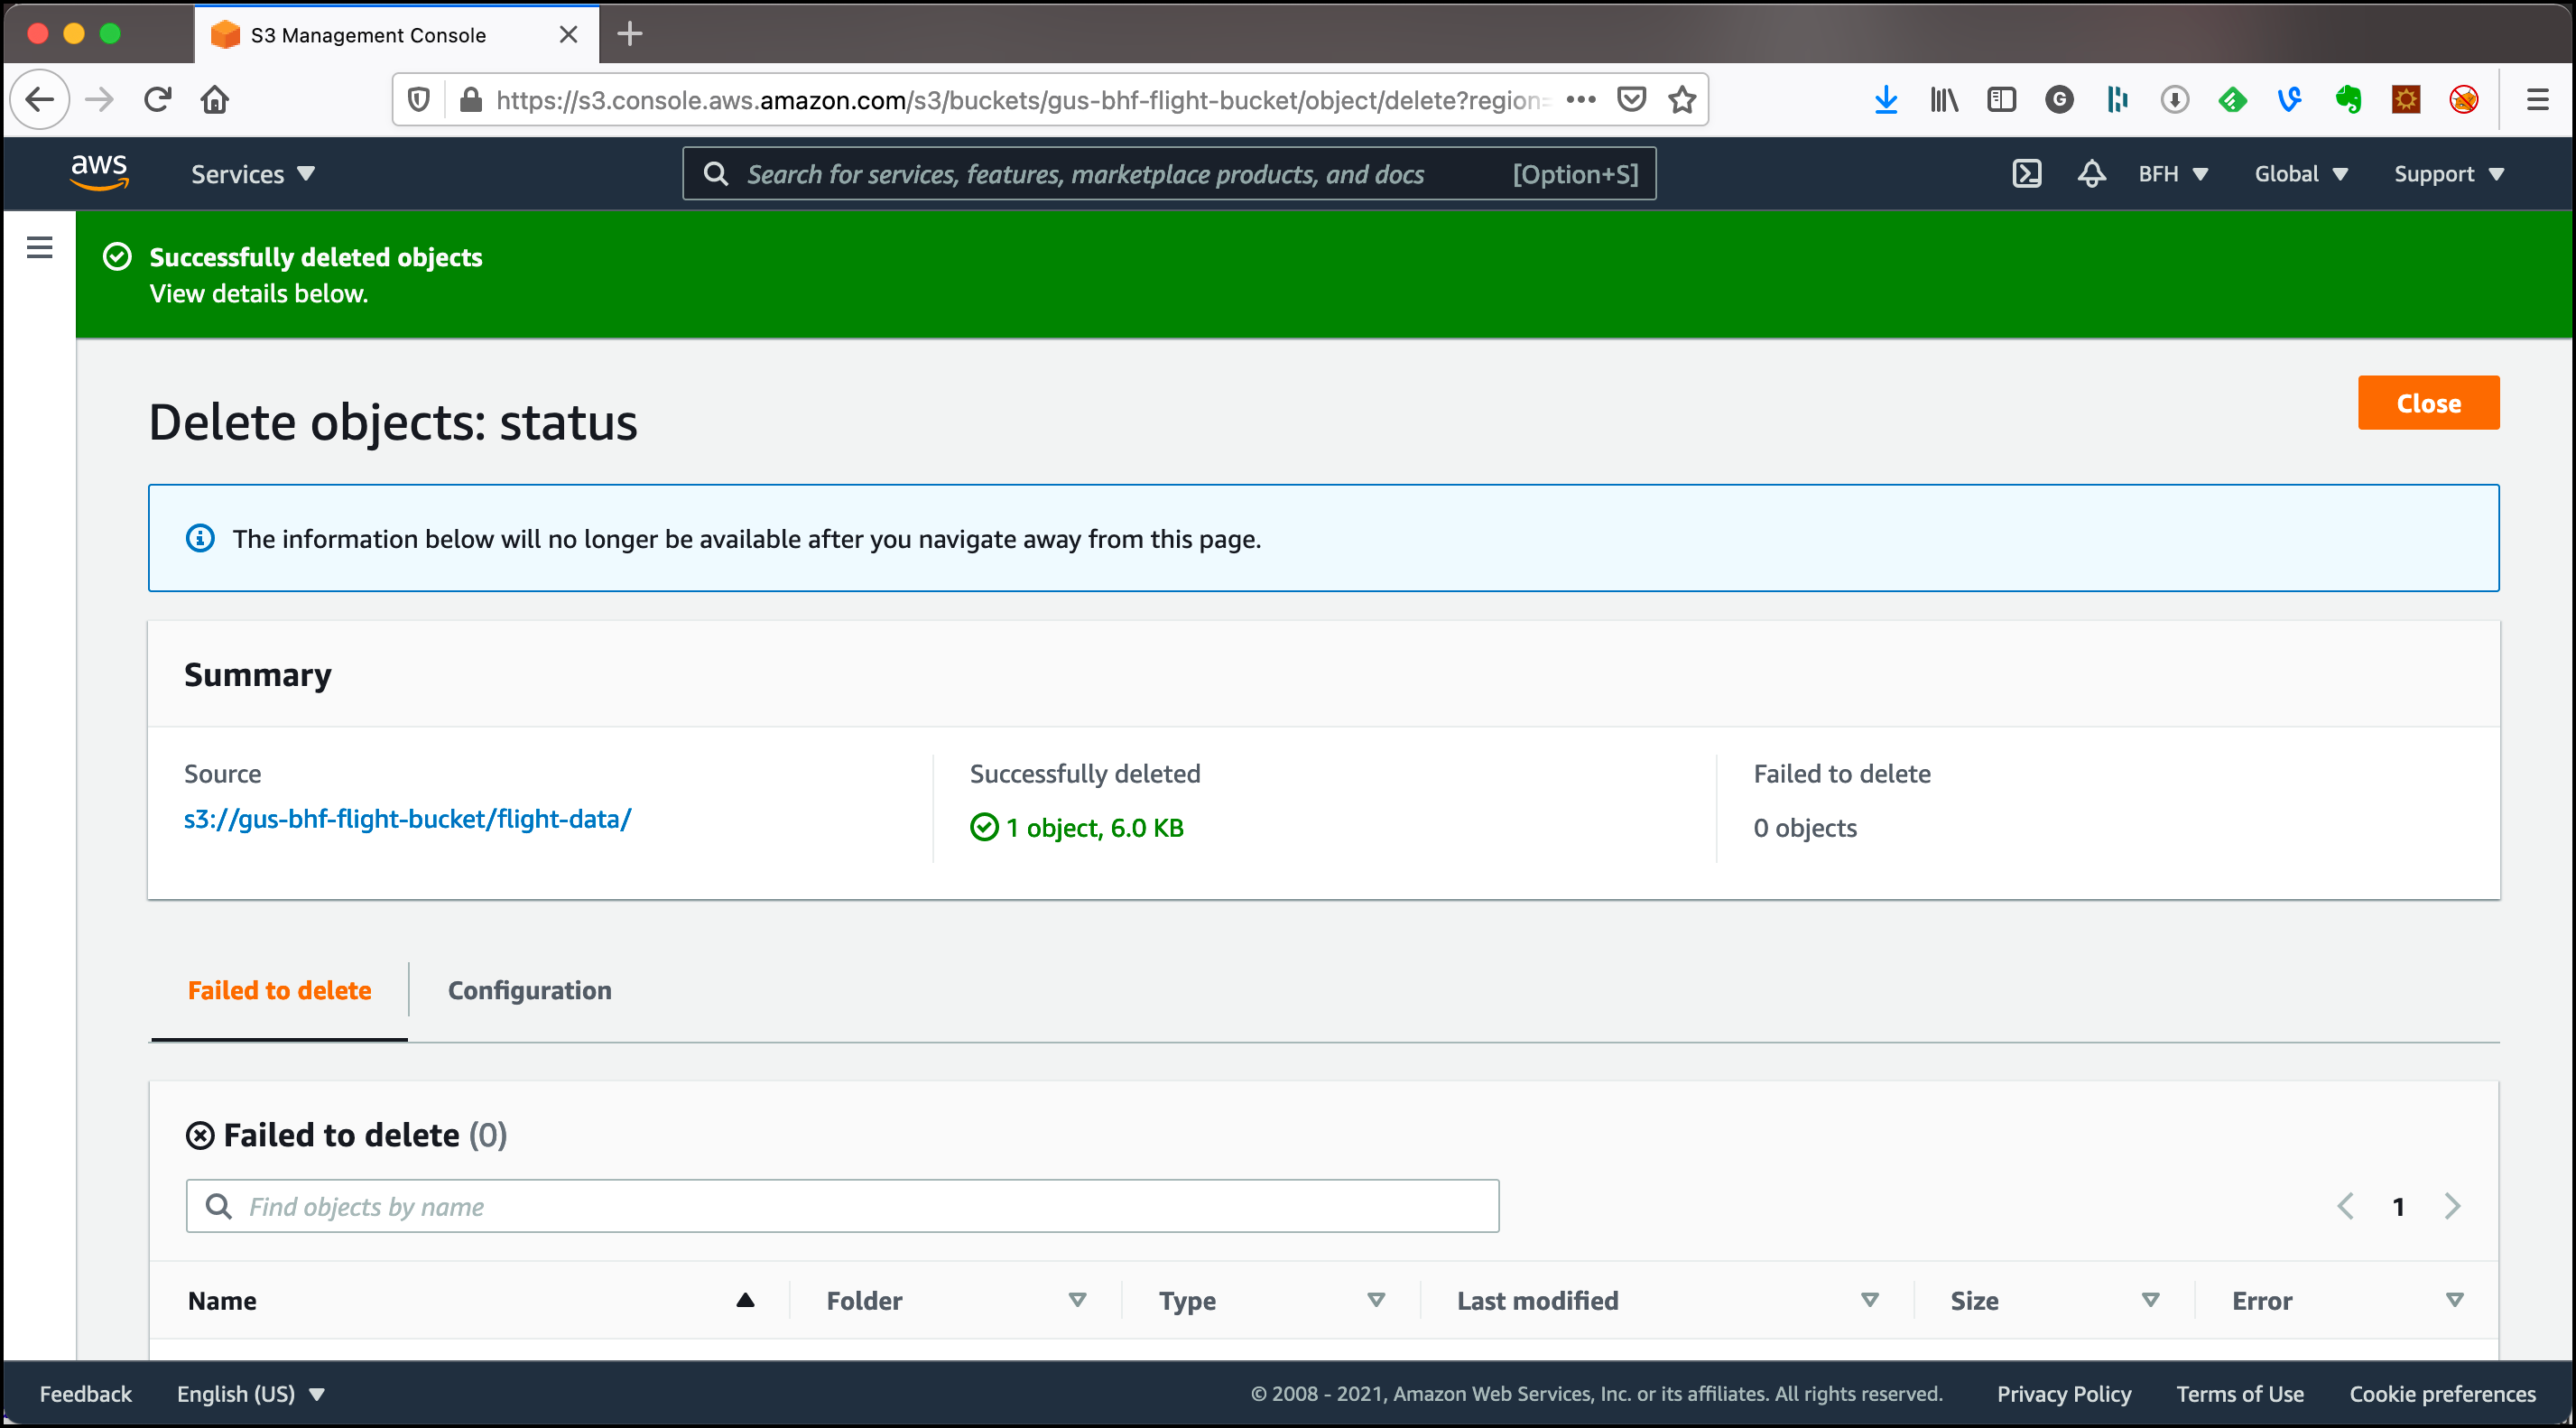 S3 Management Console
https://s3.console.aws.amazon.com/s3/buckets/gus-bhf-flight-bucket/object/delete?region=
aws
Services
Search for services, features, marketplace products, and docs
[Option+S]
BFH
Global
Support
Successfully deleted objects
View details below.
Delete objects: status
Close
The information below will no longer be available after you navigate away from this page.
Summary
Source
s3://gus-bhf-flight-bucket/flight-data/
Successfully deleted
1 object, 6.0 KB
Failed to delete
0 objects
Failed to delete
Configuration
Failed to delete (0)
Find objects by name
1
Name
Folder
Type
Last modified
Size
Error
Feedback
English (US)
© 2008 - 2021, Amazon Web Services, Inc. or its affiliates. All rights reserved.
Privacy Policy
Terms of Use
Cookie preferences